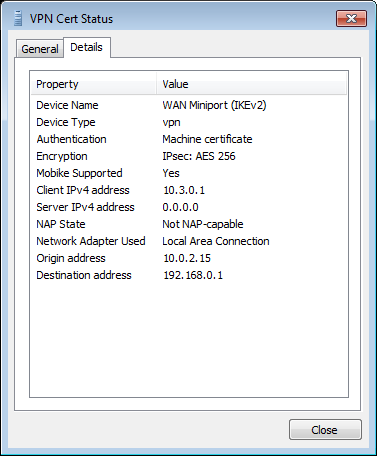 VPN Cert Status
General Details
Property Value
Device Name WAN Miniport (IKEv2)
Device Type vpn
Authentication Machine certificate
Encryption IPsec: AES 256
Mobike Supported Yes
Client IPv4 address 10.3.0.1
Server IPv4 address 0.0.0.0
NAP State Not NAP-capable
Network Adapter Used Local Area Connection
Origin address 10.0.2.15
Destination address 192.168.0.1
Close